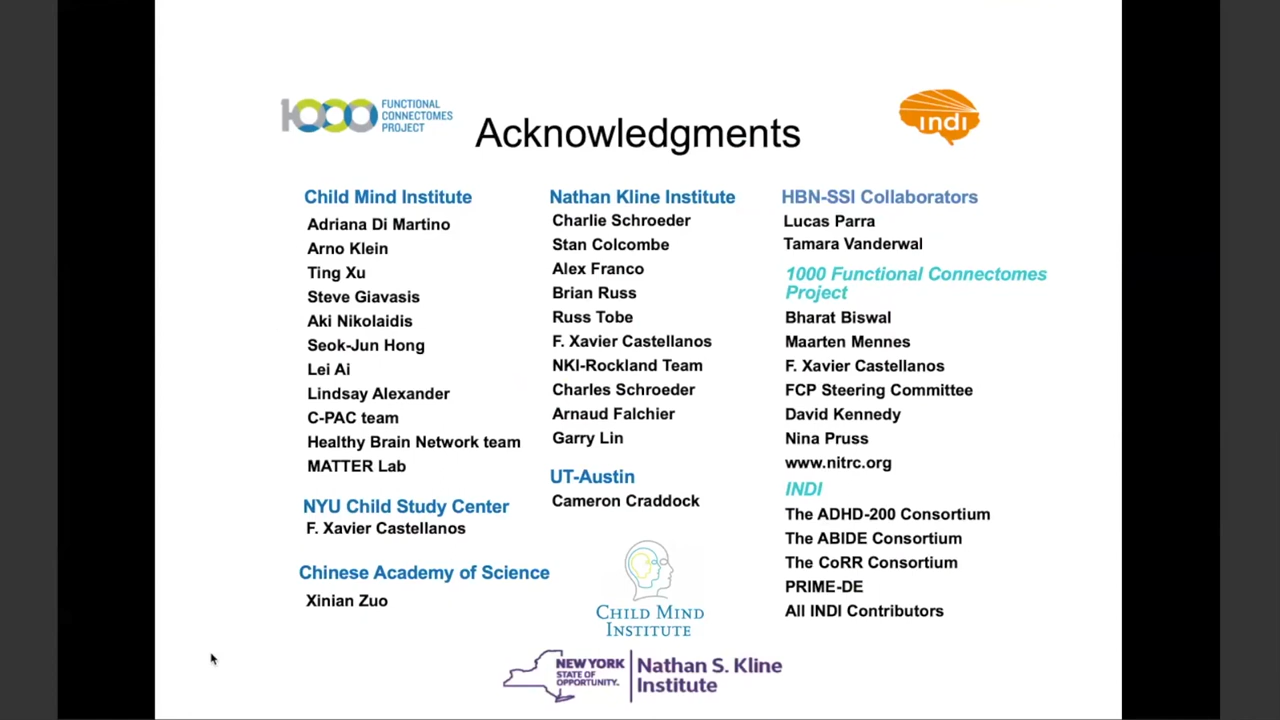 1000 FUNCTIONAL
CONNECTOMES
PROJECT
Acknowledgments
indi
Child Mind Institute
Adriana Di Martino
Arno Klein
Ting Xu
Steve Giavasis
Aki Nikolaidis
Seok-Jun Hong
Lei Ai
Lindsay Alexander
C-PAC team
Healthy Brain Network team
MATTER Lab
NYU Child Study Center
F. Xavier Castellanos
Chinese Academy of Science
Xinian Zuo
Nathan Kline Institute
Charlie Schroeder
Stan Colcombe
Alex Franco
Brian Russ
Russ Tobe
F. Xavier Castellanos
NKI-Rockland Team
Charles Schroeder
Arnaud Falchier
Garry Lin
UT-Austin
Cameron Craddock
HBN-SSI Collaborators
Lucas Parra
Tamara Vanderwal
1000 Functional Connectomes
Project
Bharat Biswal
Maarten Mennes
F. Xavier Castellanos
FCP Steering Committee
David Kennedy
Nina Pruss
www.nitrc.org
INDI
The ADHD-200 Consortium
The ABIDE Consortium
The CoRR Consortium
PRIME-DE
All INDI Contributors
CHILD MIND
INSTITUTE
NEW YORK
STATE OF
OPPORTUNITY.
Nathan S. Kline
Institute